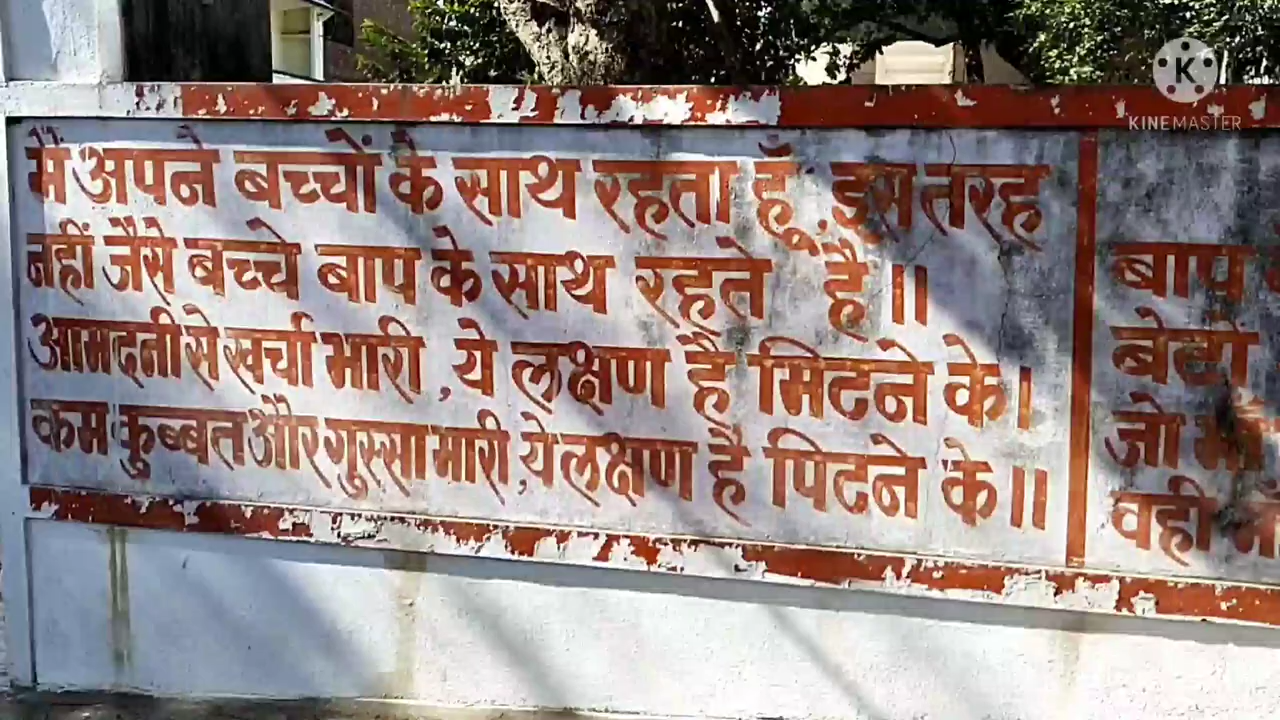 मैं अपने बच्चों के साथ रहता हूँ, इस तरह
नहीं जैसे बच्चे बाप के साथ रहते हैं॥
आमदनी से खर्चा भारी, ये लक्षण हैं मिटने के।
कम कुब्बत और गुस्सा भारी, ये लक्षण हैं पिटने के॥
बाप
बेटों
जो माँ
वही
KINEMASTER